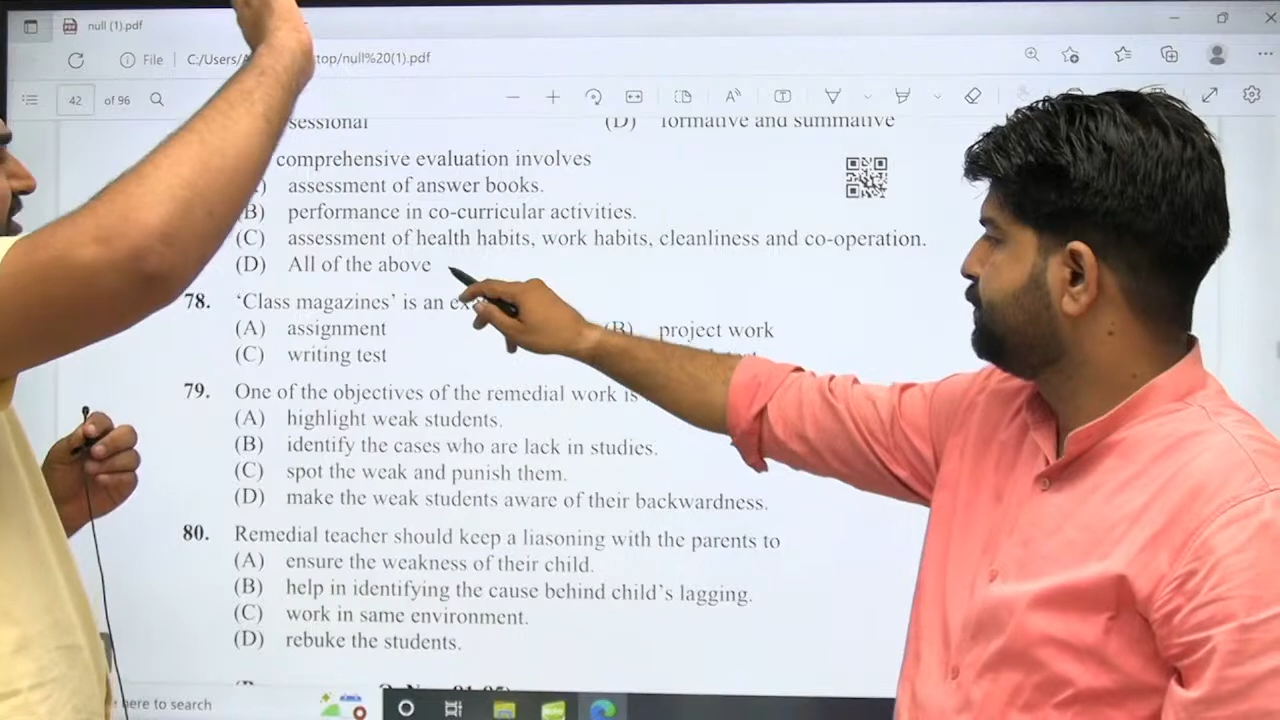 null (1).pdf
File C:/Users/ top/null%20(1).pdf
42 of 96
sessional (D) formative and summative
comprehensive evaluation involves
assessment of answer books.
(B) performance in co-curricular activities.
(C) assessment of health habits, work habits, cleanliness and co-operation.
(D) All of the above
78. ‘Class magazines’ is an
(A) assignment (B) project work
(C) writing test
79. One of the objectives of the remedial work is
(A) highlight weak students.
(B) identify the cases who are lack in studies.
(C) spot the weak and punish them.
(D) make the weak students aware of their backwardness.
80. Remedial teacher should keep a liasoning with the parents to
(A) ensure the weakness of their child.
(B) help in identifying the cause behind child’s lagging.
(C) work in same environment.
(D) rebuke the students.
here to search